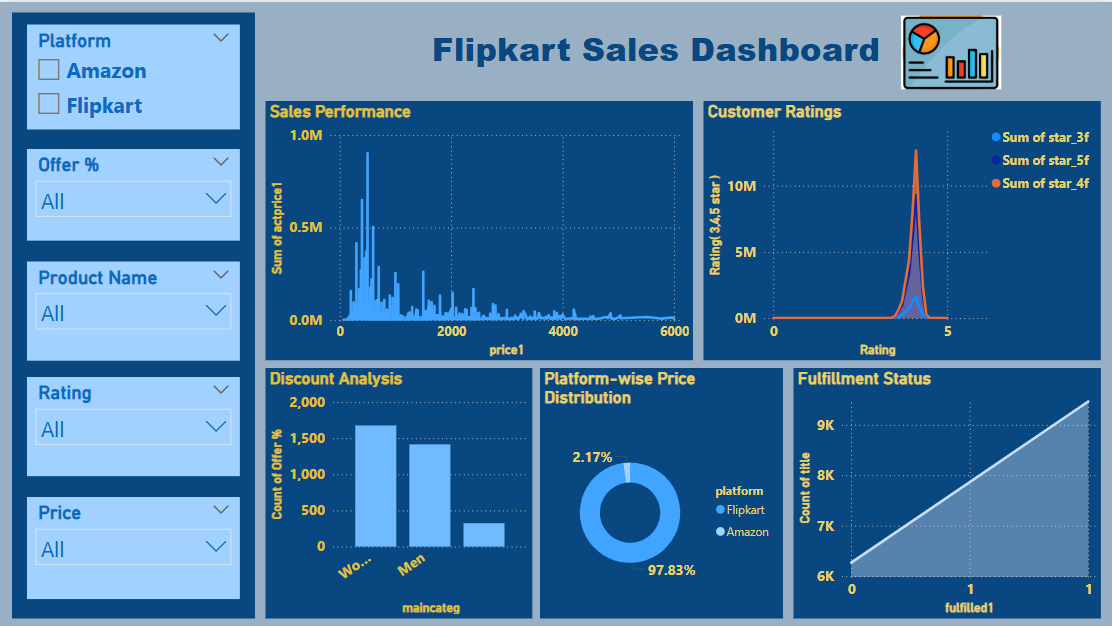 Platform
Amazon
Flipkart
Offer %
All
Product Name
All
Rating
All
Price
All
Flipkart Sales Dashboard
Sales Performance
Sum of actprice1
1.0M
0.5M
0.0M
0 2000 4000 6000
price1
Customer Ratings
Rating( 3,4,5 star )
10M
5M
0M
0 5
Rating
Sum of star_3f
Sum of star_5f
Sum of star_4f
Discount Analysis
Count of Offer %
2,000
1,500
1,000
500
0
Wo... Men
maincateg
Platform-wise Price
Distribution
2.17%
97.83%
platform
Flipkart
Amazon
Fulfillment Status
Count of title
9K
8K
7K
6K
0 1 1
fulfilled1